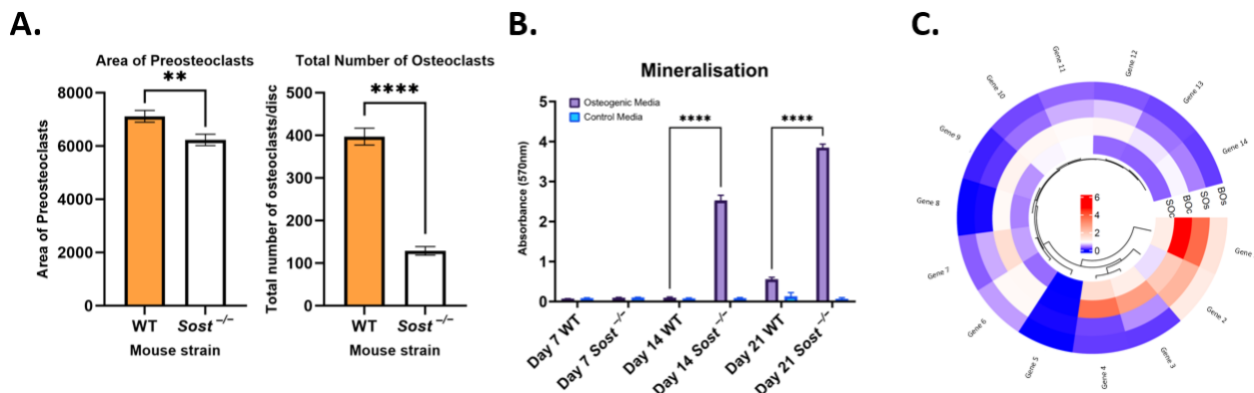 A.
Area of Preosteoclasts
**
8000
6000
4000
2000
0
Area of Preosteoclasts
WT
Sost⁻/⁻
Mouse strain
Total Number of Osteoclasts
****
500
400
300
200
100
0
Total number of osteoclasts/disc
WT
Sost⁻/⁻
Mouse strain
B.
Mineralisation
Osteogenic Media
Control Media
****
****
5
4
3
2
1
0
Absorbance (570nm)
Day 7 WT
Day 7 Sost⁻/⁻
Day 14 WT
Day 14 Sost⁻/⁻
Day 21 WT
Day 21 Sost⁻/⁻
C.
Gene
Gene 2
Gene 3
Gene 4
Gene 5
Gene 6
Gene 7
Gene 8
Gene 9
Gene 10
Gene 11
Gene 12
Gene 13
Gene 14
SOc
BOc
SOs
BOs
6
4
2
0